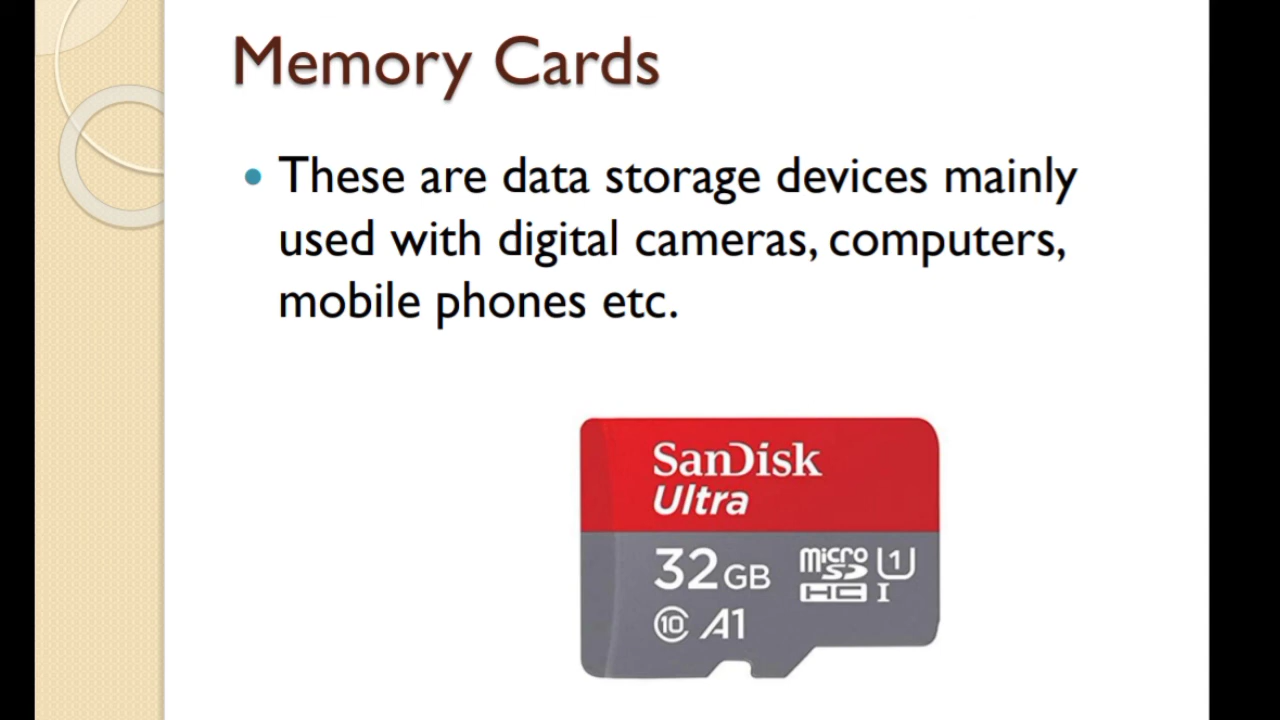 Memory Cards
• These are data storage devices mainly
used with digital cameras, computers,
mobile phones etc.
SanDisk
Ultra
32GB
micro SD HC I U1
10 A1